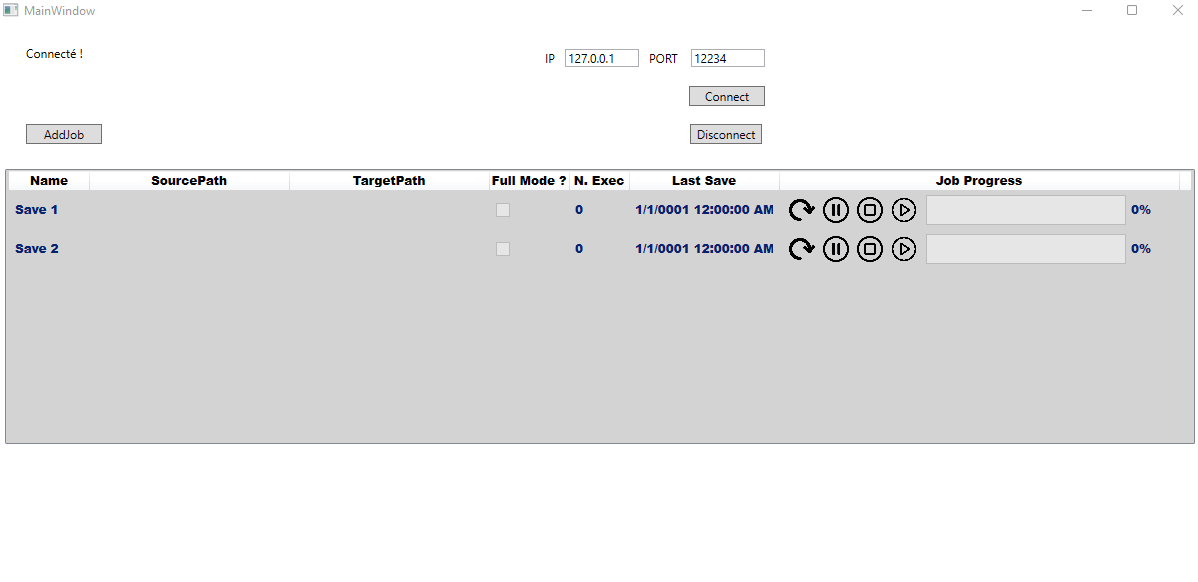 MainWindow
Connecté !
IP 127.0.0.1 PORT 12234
Connect
AddJob Disconnect
Name SourcePath TargetPath Full Mode ? N. Exec Last Save Job Progress
Save 1 0 1/1/0001 12:00:00 AM 0%
Save 2 0 1/1/0001 12:00:00 AM 0%